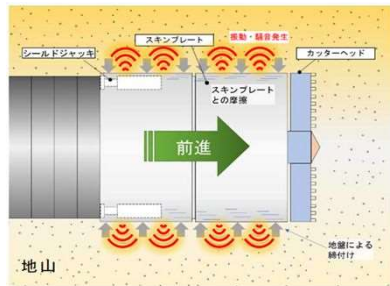 スキンプレート
振動・騒音発生
カッターヘッド
シールドジャッキ
スキンプレート
との摩擦
前進
地盤による
締付け
地山